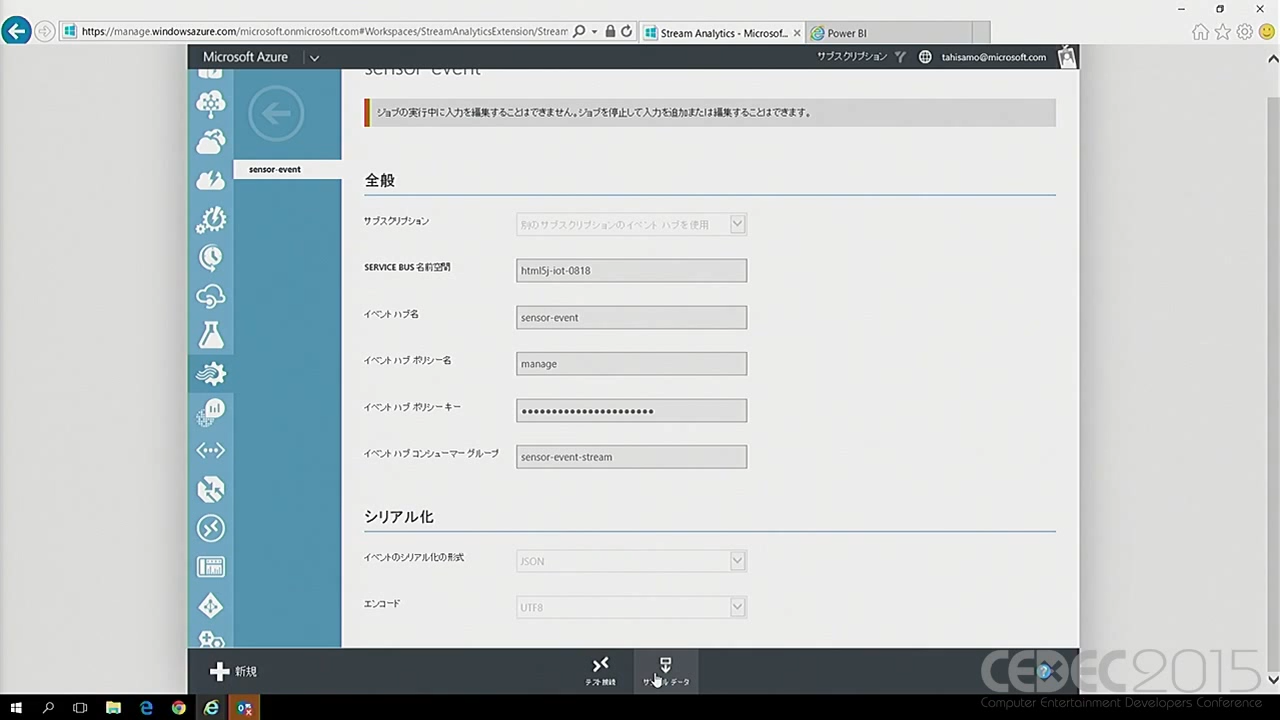 https://manage.windowsazure.com/microsoft.onmicrosoft.com#Workspaces/StreamAnalyticsExtension/Stream
Stream Analytics - Microsof...
Power BI
Microsoft Azure
サブスクリプション
tahisamo@microsoft.com
sensor-event
ジョブの実行中に入力を編集することはできません。ジョブを停止して入力を追加または編集することはできます。
sensor-event
全般
サブスクリプション
別のサブスクリプションのイベント ハブを使用
SERVICE BUS 名前空間
html5j-iot-0818
イベント ハブ名
sensor-event
イベント ハブ ポリシー名
manage
イベント ハブ ポリシー キー
••••••••••••••••••••••
イベント ハブ コンシューマー グループ
sensor-event-stream
シリアル化
イベントのシリアル化の形式
JSON
エンコード
UTF8
新規
テスト接続
サンプル データ
CEDEC2015
Computer Entertainment Developers Conference